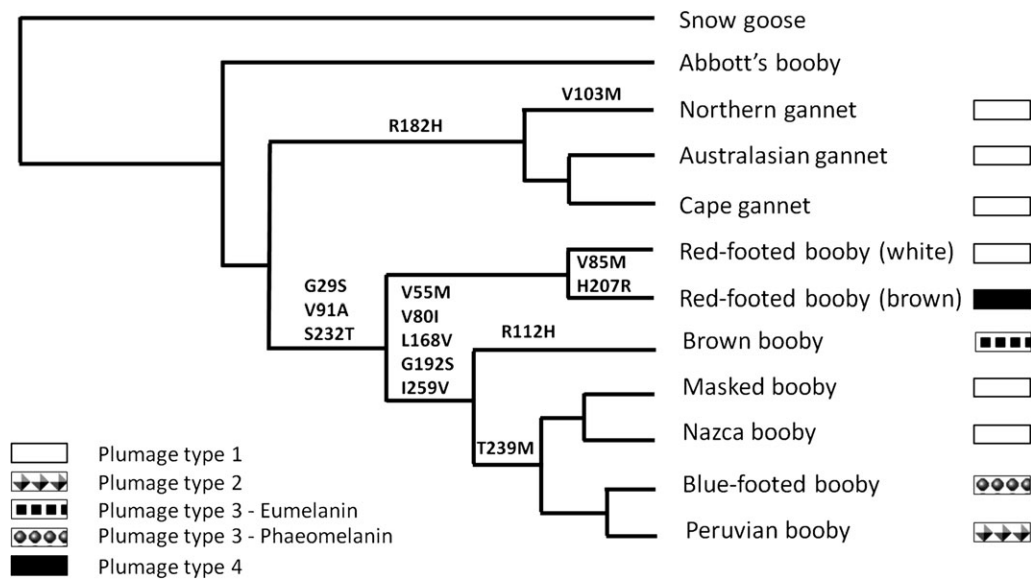 Snow goose
Abbott's booby
V103M
Northern gannet
R182H
Australasian gannet
Cape gannet
Red-footed booby (white)
V85M
H207R
Red-footed booby (brown)
G29S
V91A
S232T
V55M
V80I
L168V
G192S
I259V
R112H
Brown booby
Masked booby
T239M
Nazca booby
Blue-footed booby
Peruvian booby
Plumage type 1
Plumage type 2
Plumage type 3 - Eumelanin
Plumage type 3 - Phaeomelanin
Plumage type 4